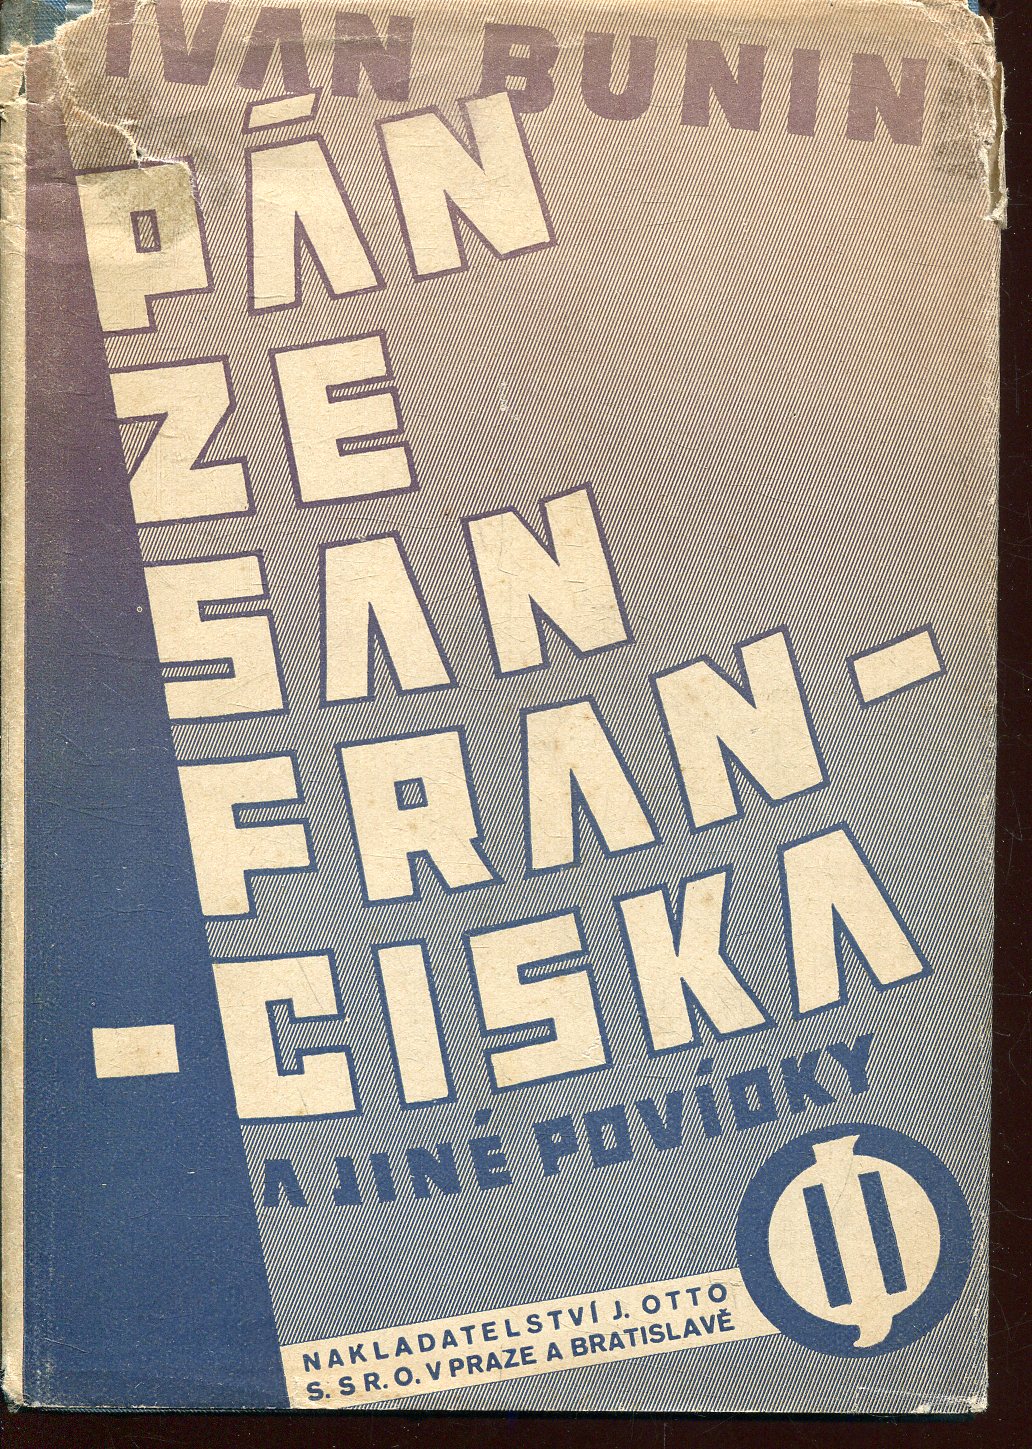 IVAN BUNIN
PÁN
ZE
SAN
FRAN-
-CISKA
A JINÉ POVÍDKY
NAKLADATELSTVÍ J. OTTO
S. S R. O. V PRAZE A BRATISLAVĚ